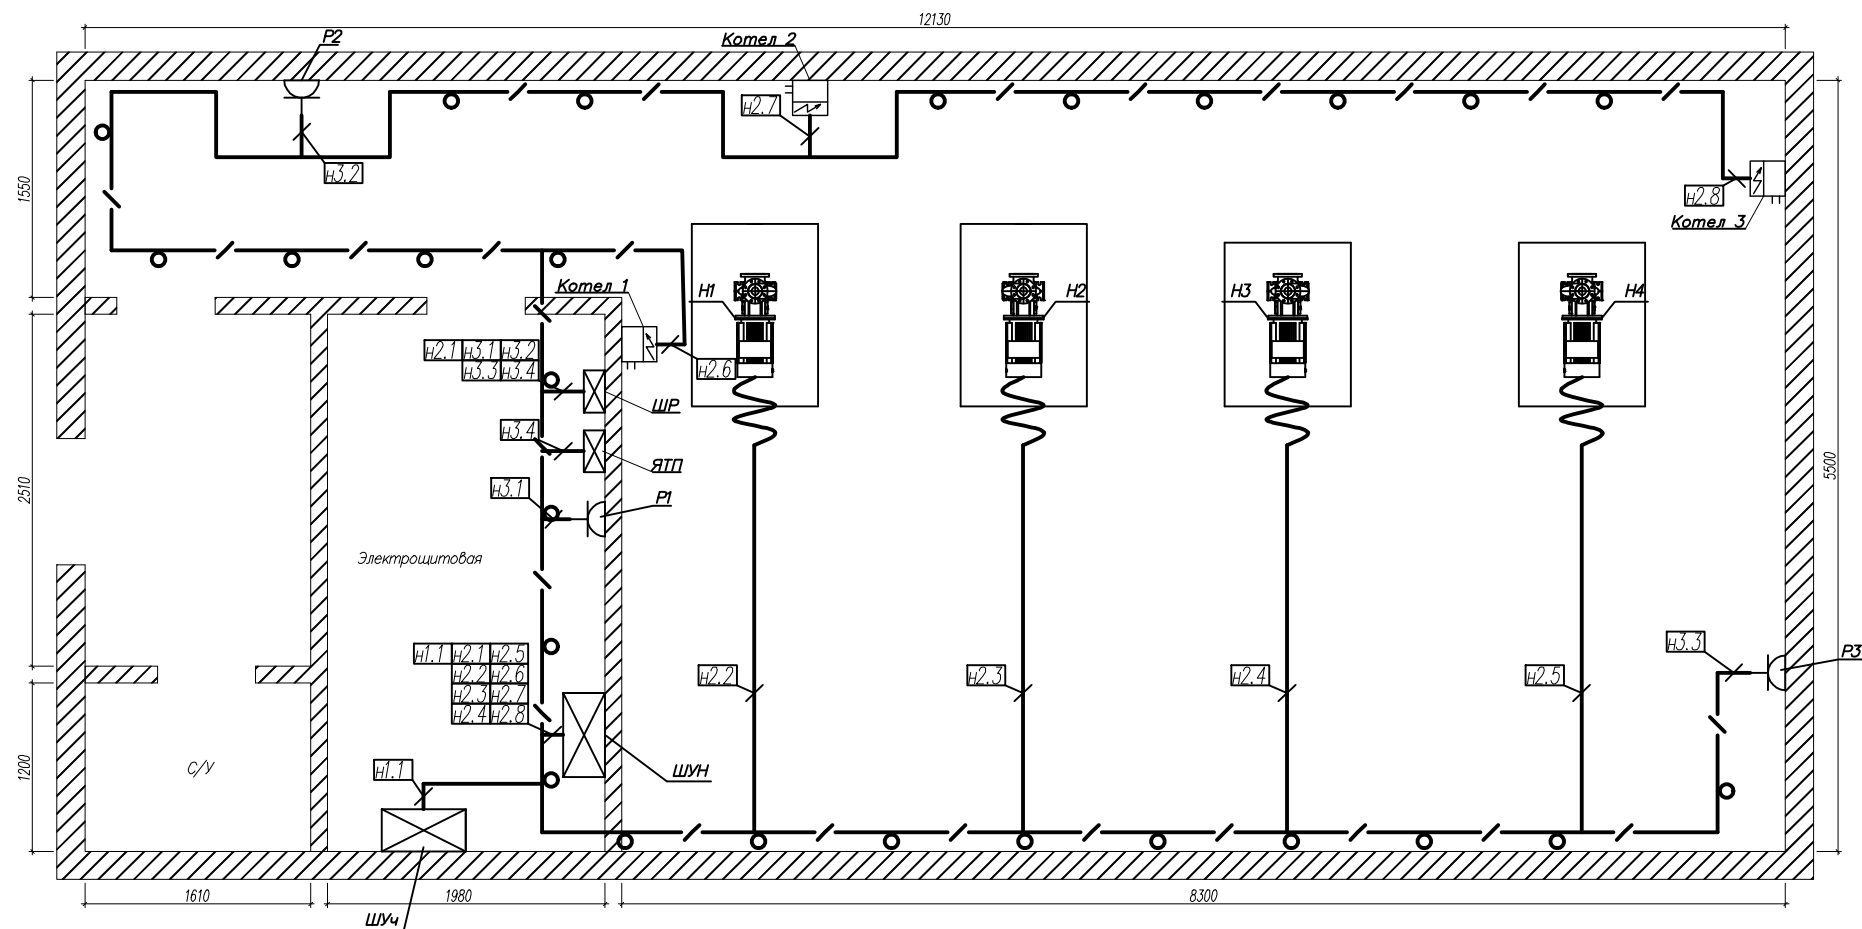 12130
Р2
Котел 2
н2.7
н3.2
1550
н2.8
Котел 3
Котел 1
Н1
Н2
Н3
Н4
н2.1 н3.1 н3.2
н3.3 н3.4
н2.6
ШР
н3.4
ЯТП
5500
2510
н3.1
Р1
Электрощитовая
н1.1 н2.1 н2.5
н2.2 н2.6
н2.3 н2.7
н2.4 н2.8
н3.3
Р3
н2.2
н2.3
н2.4
н2.5
1200
С/У
н1.1
ШУН
1610
1980
8300
ШУч